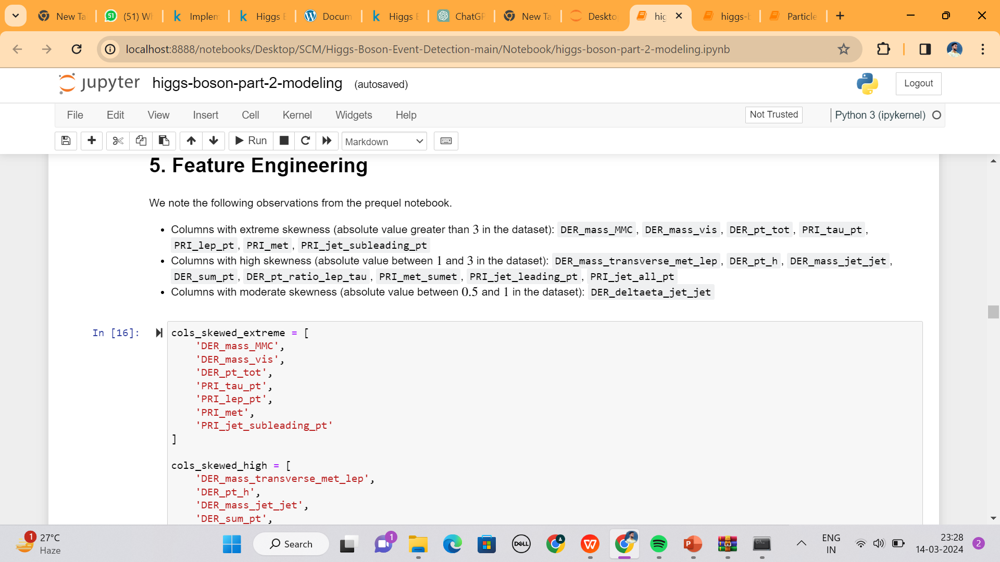 New Ta
51
(51) W
k
Implem
k
Higgs
Docum
k
Higgs
ChatG
New Ta
Deskto
hig
higgs-b
Particle
localhost:8888/notebooks/Desktop/SCM/Higgs-Boson-Event-Detection-main/Notebook/higgs-boson-part-2-modeling.ipynb
jupyter higgs-boson-part-2-modeling (autosaved)
Logout
File Edit View Insert Cell Kernel Widgets Help
Not Trusted
Python 3 (ipykernel)
Run
Markdown
5. Feature Engineering
We note the following observations from the prequel notebook.
• Columns with extreme skewness (absolute value greater than 3 in the dataset): DER_mass_MMC , DER_mass_vis , DER_pt_tot , PRI_tau_pt ,
PRI_lep_pt , PRI_met , PRI_jet_subleading_pt
• Columns with high skewness (absolute value between 1 and 3 in the dataset): DER_mass_transverse_met_lep , DER_pt_h , DER_mass_jet_jet ,
DER_sum_pt , DER_pt_ratio_lep_tau , PRI_met_sumet , PRI_jet_leading_pt , PRI_jet_all_pt
• Columns with moderate skewness (absolute value between 0.5 and 1 in the dataset): DER_deltaeta_jet_jet
In [16]:
cols_skewed_extreme = [
    'DER_mass_MMC',
    'DER_mass_vis',
    'DER_pt_tot',
    'PRI_tau_pt',
    'PRI_lep_pt',
    'PRI_met',
    'PRI_jet_subleading_pt'
]
cols_skewed_high = [
    'DER_mass_transverse_met_lep',
    'DER_pt_h',
    'DER_mass_jet_jet',
    'DER_sum_pt',
1
27°C
Haze
Search
1
DELL
W
P
ENG
IN
23:28
14-03-2024
2